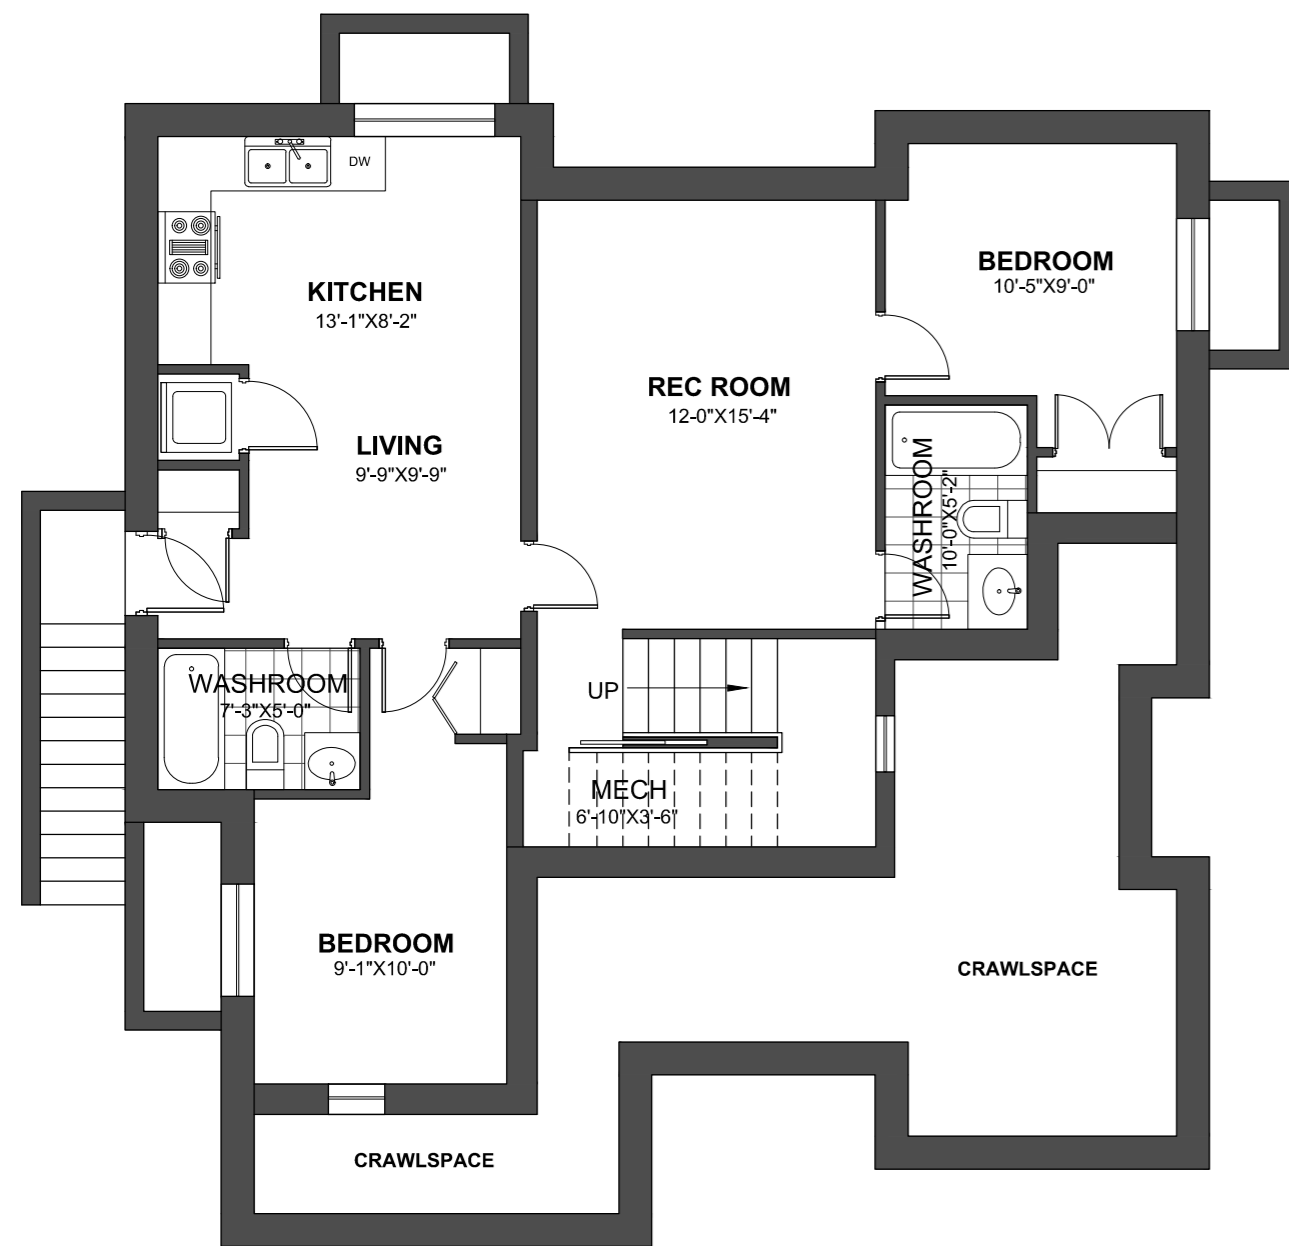 DW
KITCHEN
13'-1"X8'-2"
BEDROOM
10'-5"X9'-0"
REC ROOM
12-0"X15'-4"
LIVING
9'-9"X9'-9"
WASHROOM
10'-0"X5'-2"
WASHROOM
7'-3"X5'-0"
UP
MECH
6'-10"X3'-6"
BEDROOM
9'-1"X10'-0"
CRAWLSPACE
CRAWLSPACE